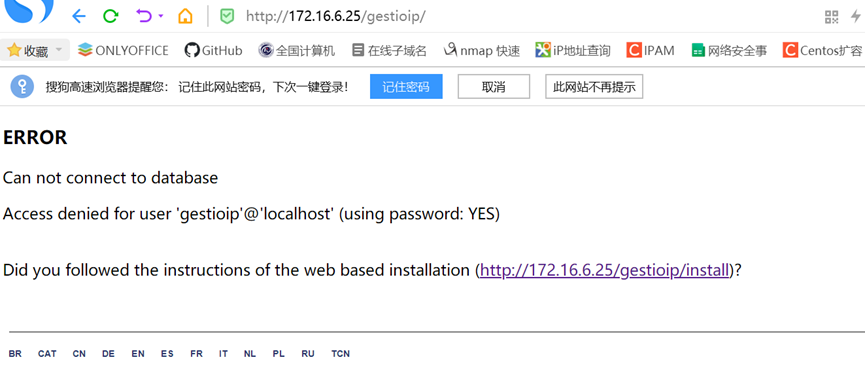 http://172.16.6.25/gestioip/
收藏 ONLYOFFICE GitHub 全国计算机 在线子域名 nmap 快速 iP地址查询 IPAM 网络安全事 Centos扩容
搜狗高速浏览器提醒您： 记住此网站密码，下次一键登录！ 记住密码 取消 此网站不再提示
ERROR
Can not connect to database
Access denied for user 'gestioip'@'localhost' (using password: YES)
Did you followed the instructions of the web based installation (http://172.16.6.25/gestioip/install)?
BR CAT CN DE EN ES FR IT NL PL RU TCN